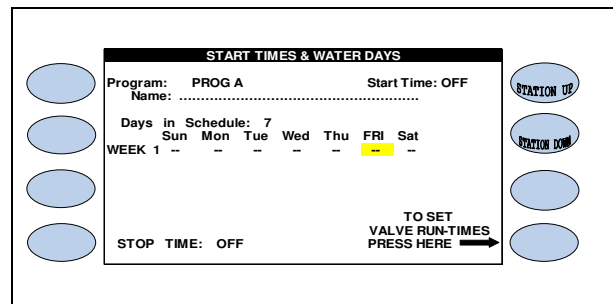 START TIMES & WATER DAYS
Program: PROG A Start Time: OFF
Name: ............................................................
Days in Schedule: 7
Sun Mon Tue Wed Thu FRI Sat
WEEK 1 -- -- -- -- -- -- --
TO SET
VALVE RUN-TIMES
STOP TIME: OFF PRESS HERE
STATION UP
STATION DOWN